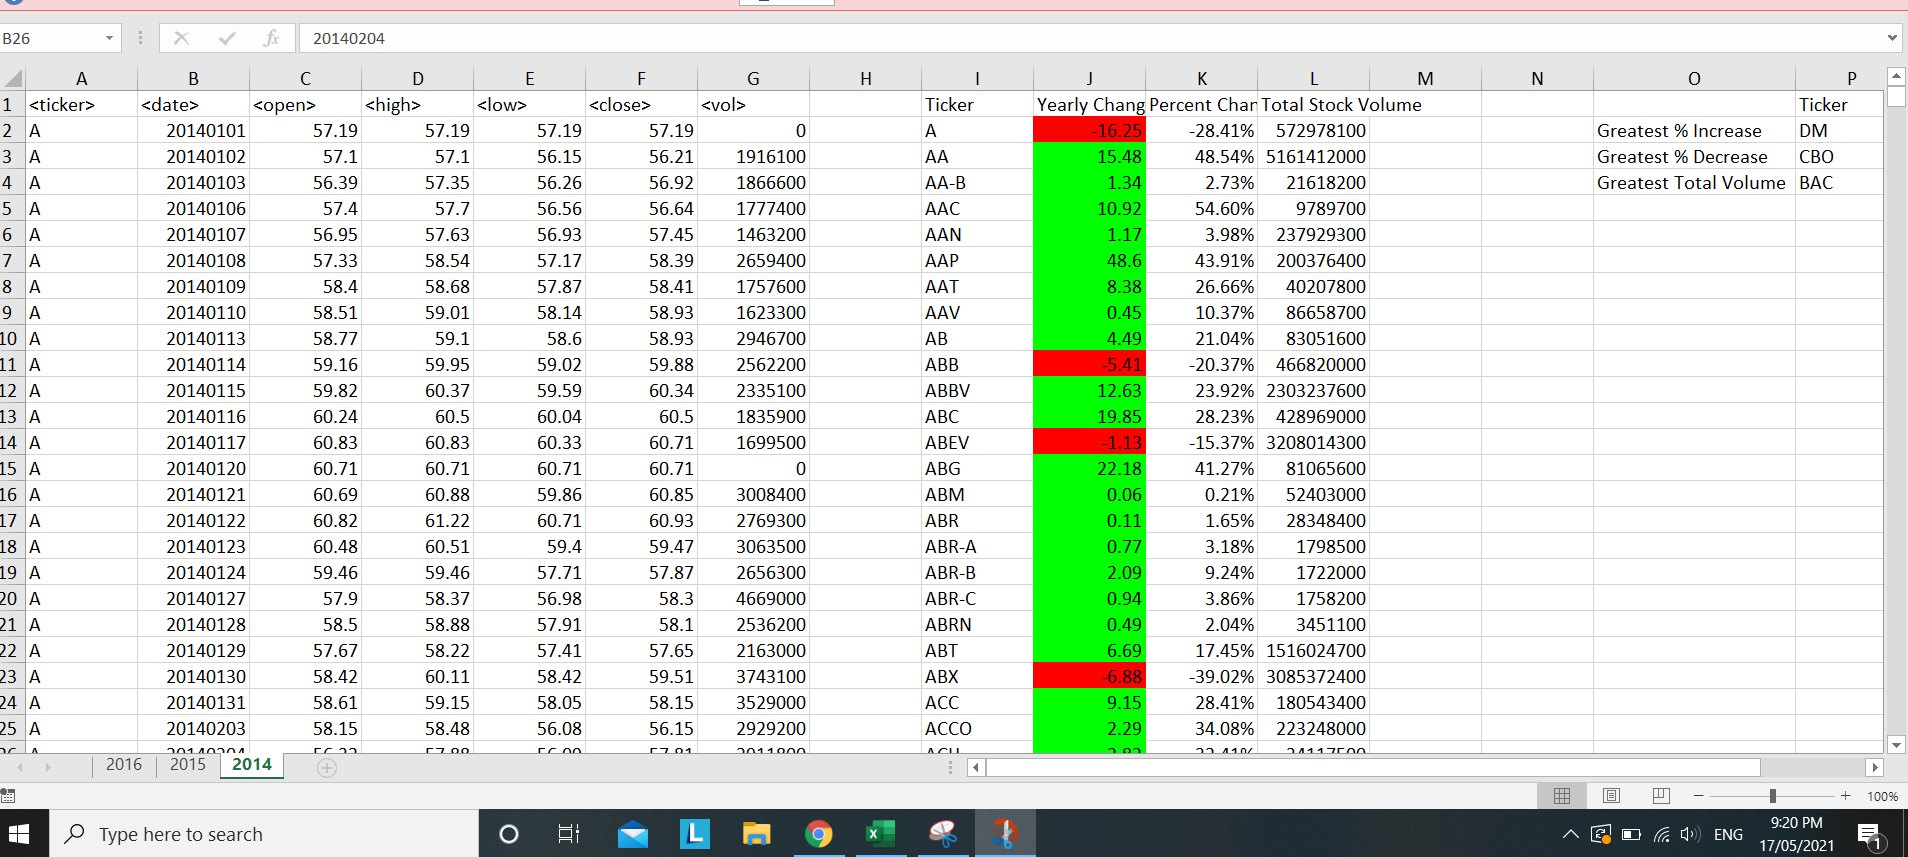 B26 fx 20140204
A B C D E F G H I J K L M N O P
1 <ticker> <date> <open> <high> <low> <close> <vol> Ticker Yearly Chang Percent Chan Total Stock Volume Ticker
2 A 20140101 57.19 57.19 57.19 57.19 0 A -16.25 -28.41% 572978100 Greatest % Increase DM
3 A 20140102 57.1 57.1 56.15 56.21 1916100 AA 15.48 48.54% 5161412000 Greatest % Decrease CBO
4 A 20140103 56.39 57.35 56.26 56.92 1866600 AA-B 1.34 2.73% 21618200 Greatest Total Volume BAC
5 A 20140106 57.4 57.7 56.56 56.64 1777400 AAC 10.92 54.60% 9789700
6 A 20140107 56.95 57.63 56.93 57.45 1463200 AAN 1.17 3.98% 237929300
7 A 20140108 57.33 58.54 57.17 58.39 2659400 AAP 48.6 43.91% 200376400
8 A 20140109 58.4 58.68 57.87 58.41 1757600 AAT 8.38 26.66% 40207800
9 A 20140110 58.51 59.01 58.14 58.93 1623300 AAV 0.45 10.37% 86658700
10 A 20140113 58.77 59.1 58.6 58.93 2946700 AB 4.49 21.04% 83051600
11 A 20140114 59.16 59.95 59.02 59.88 2562200 ABB -5.41 -20.37% 466820000
12 A 20140115 59.82 60.37 59.59 60.34 2335100 ABBV 12.63 23.92% 2303237600
13 A 20140116 60.24 60.5 60.04 60.5 1835900 ABC 19.85 28.23% 428969000
14 A 20140117 60.83 60.83 60.33 60.71 1699500 ABEV -1.13 -15.37% 3208014300
15 A 20140120 60.71 60.71 60.71 60.71 0 ABG 22.18 41.27% 81065600
16 A 20140121 60.69 60.88 59.86 60.85 3008400 ABM 0.06 0.21% 52403000
17 A 20140122 60.82 61.22 60.71 60.93 2769300 ABR 0.11 1.65% 28348400
18 A 20140123 60.48 60.51 59.4 59.47 3063500 ABR-A 0.77 3.18% 1798500
19 A 20140124 59.46 59.46 57.71 57.87 2656300 ABR-B 2.09 9.24% 1722000
20 A 20140127 57.9 58.37 56.98 58.3 4669000 ABR-C 0.94 3.86% 1758200
21 A 20140128 58.5 58.88 57.91 58.1 2536200 ABRN 0.49 2.04% 3451100
22 A 20140129 57.67 58.22 57.41 57.65 2163000 ABT 6.69 17.45% 1516024700
23 A 20140130 58.42 60.11 58.42 59.51 3743100 ABX -6.88 -39.02% 3085372400
24 A 20140131 58.61 59.15 58.05 58.15 3529000 ACC 9.15 28.41% 180543400
25 A 20140203 58.15 58.48 56.08 56.15 2929200 ACCO 2.29 34.08% 223248000
2016 2015 2014
100%
Type here to search L ENG 9:20 PM
17/05/2021 1